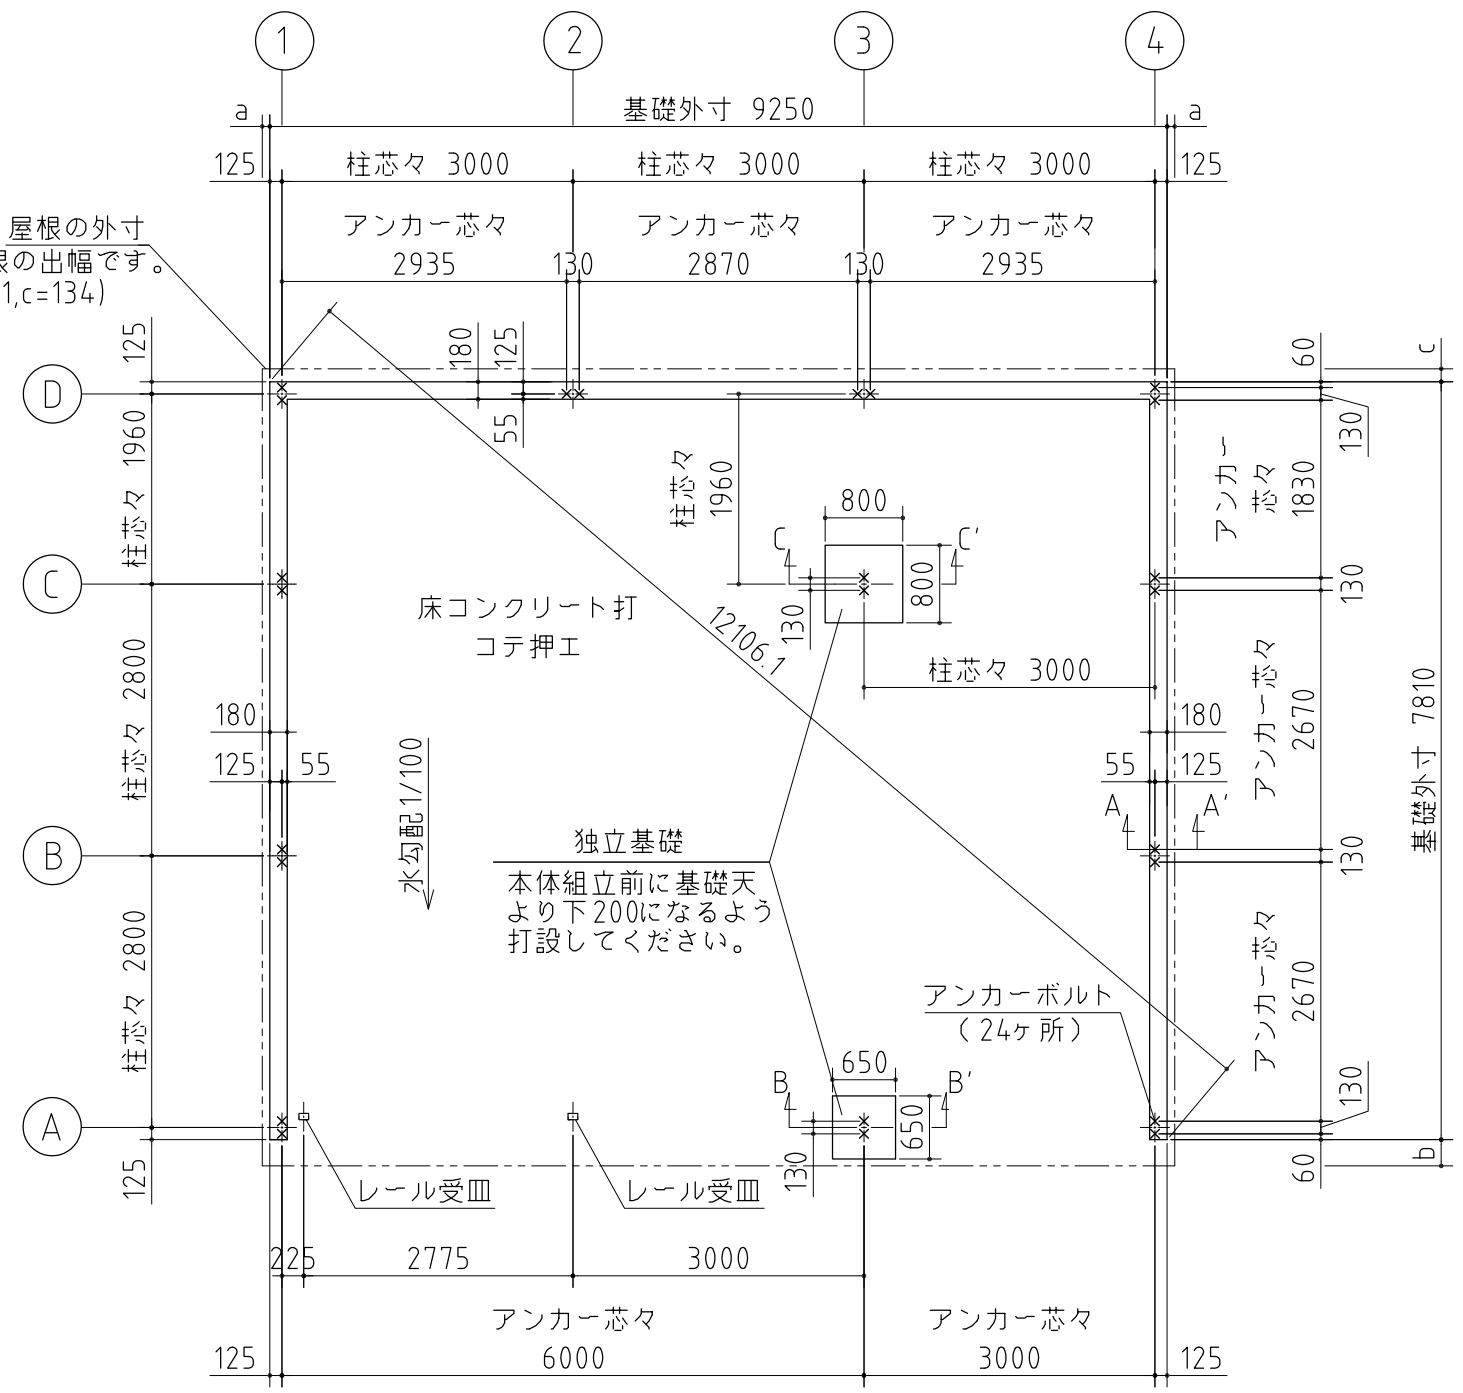 1
2
3
4
a
基礎外寸 9250
a
125
柱芯々 3000
柱芯々 3000
柱芯々 3000
125
アンカー芯々
アンカー芯々
アンカー芯々
2935
130
2870
130
2935
屋根の外寸
根の出幅です。
1,c=134)
125
180
125
55
60
c
130
D
柱芯々 1960
柱芯々
1960
アンカー
芯々
1830
800
C
C'
800
130
C
130
床コンクリート打
コテ押エ
12106.1
柱芯々 3000
柱芯々 2800
アンカー芯々
2670
基礎外寸 7810
180
125
55
180
55
125
水勾配1/100
A
A'
B
130
独立基礎
本体組立前に基礎天
より下200になるよう
打設してください。
柱芯々 2800
アンカー芯々
2670
アンカーボルト
(24ヶ所)
650
B
B'
650
130
130
A
125
60
b
レール受皿
レール受皿
225
2775
3000
アンカー芯々
アンカー芯々
125
6000
3000
125